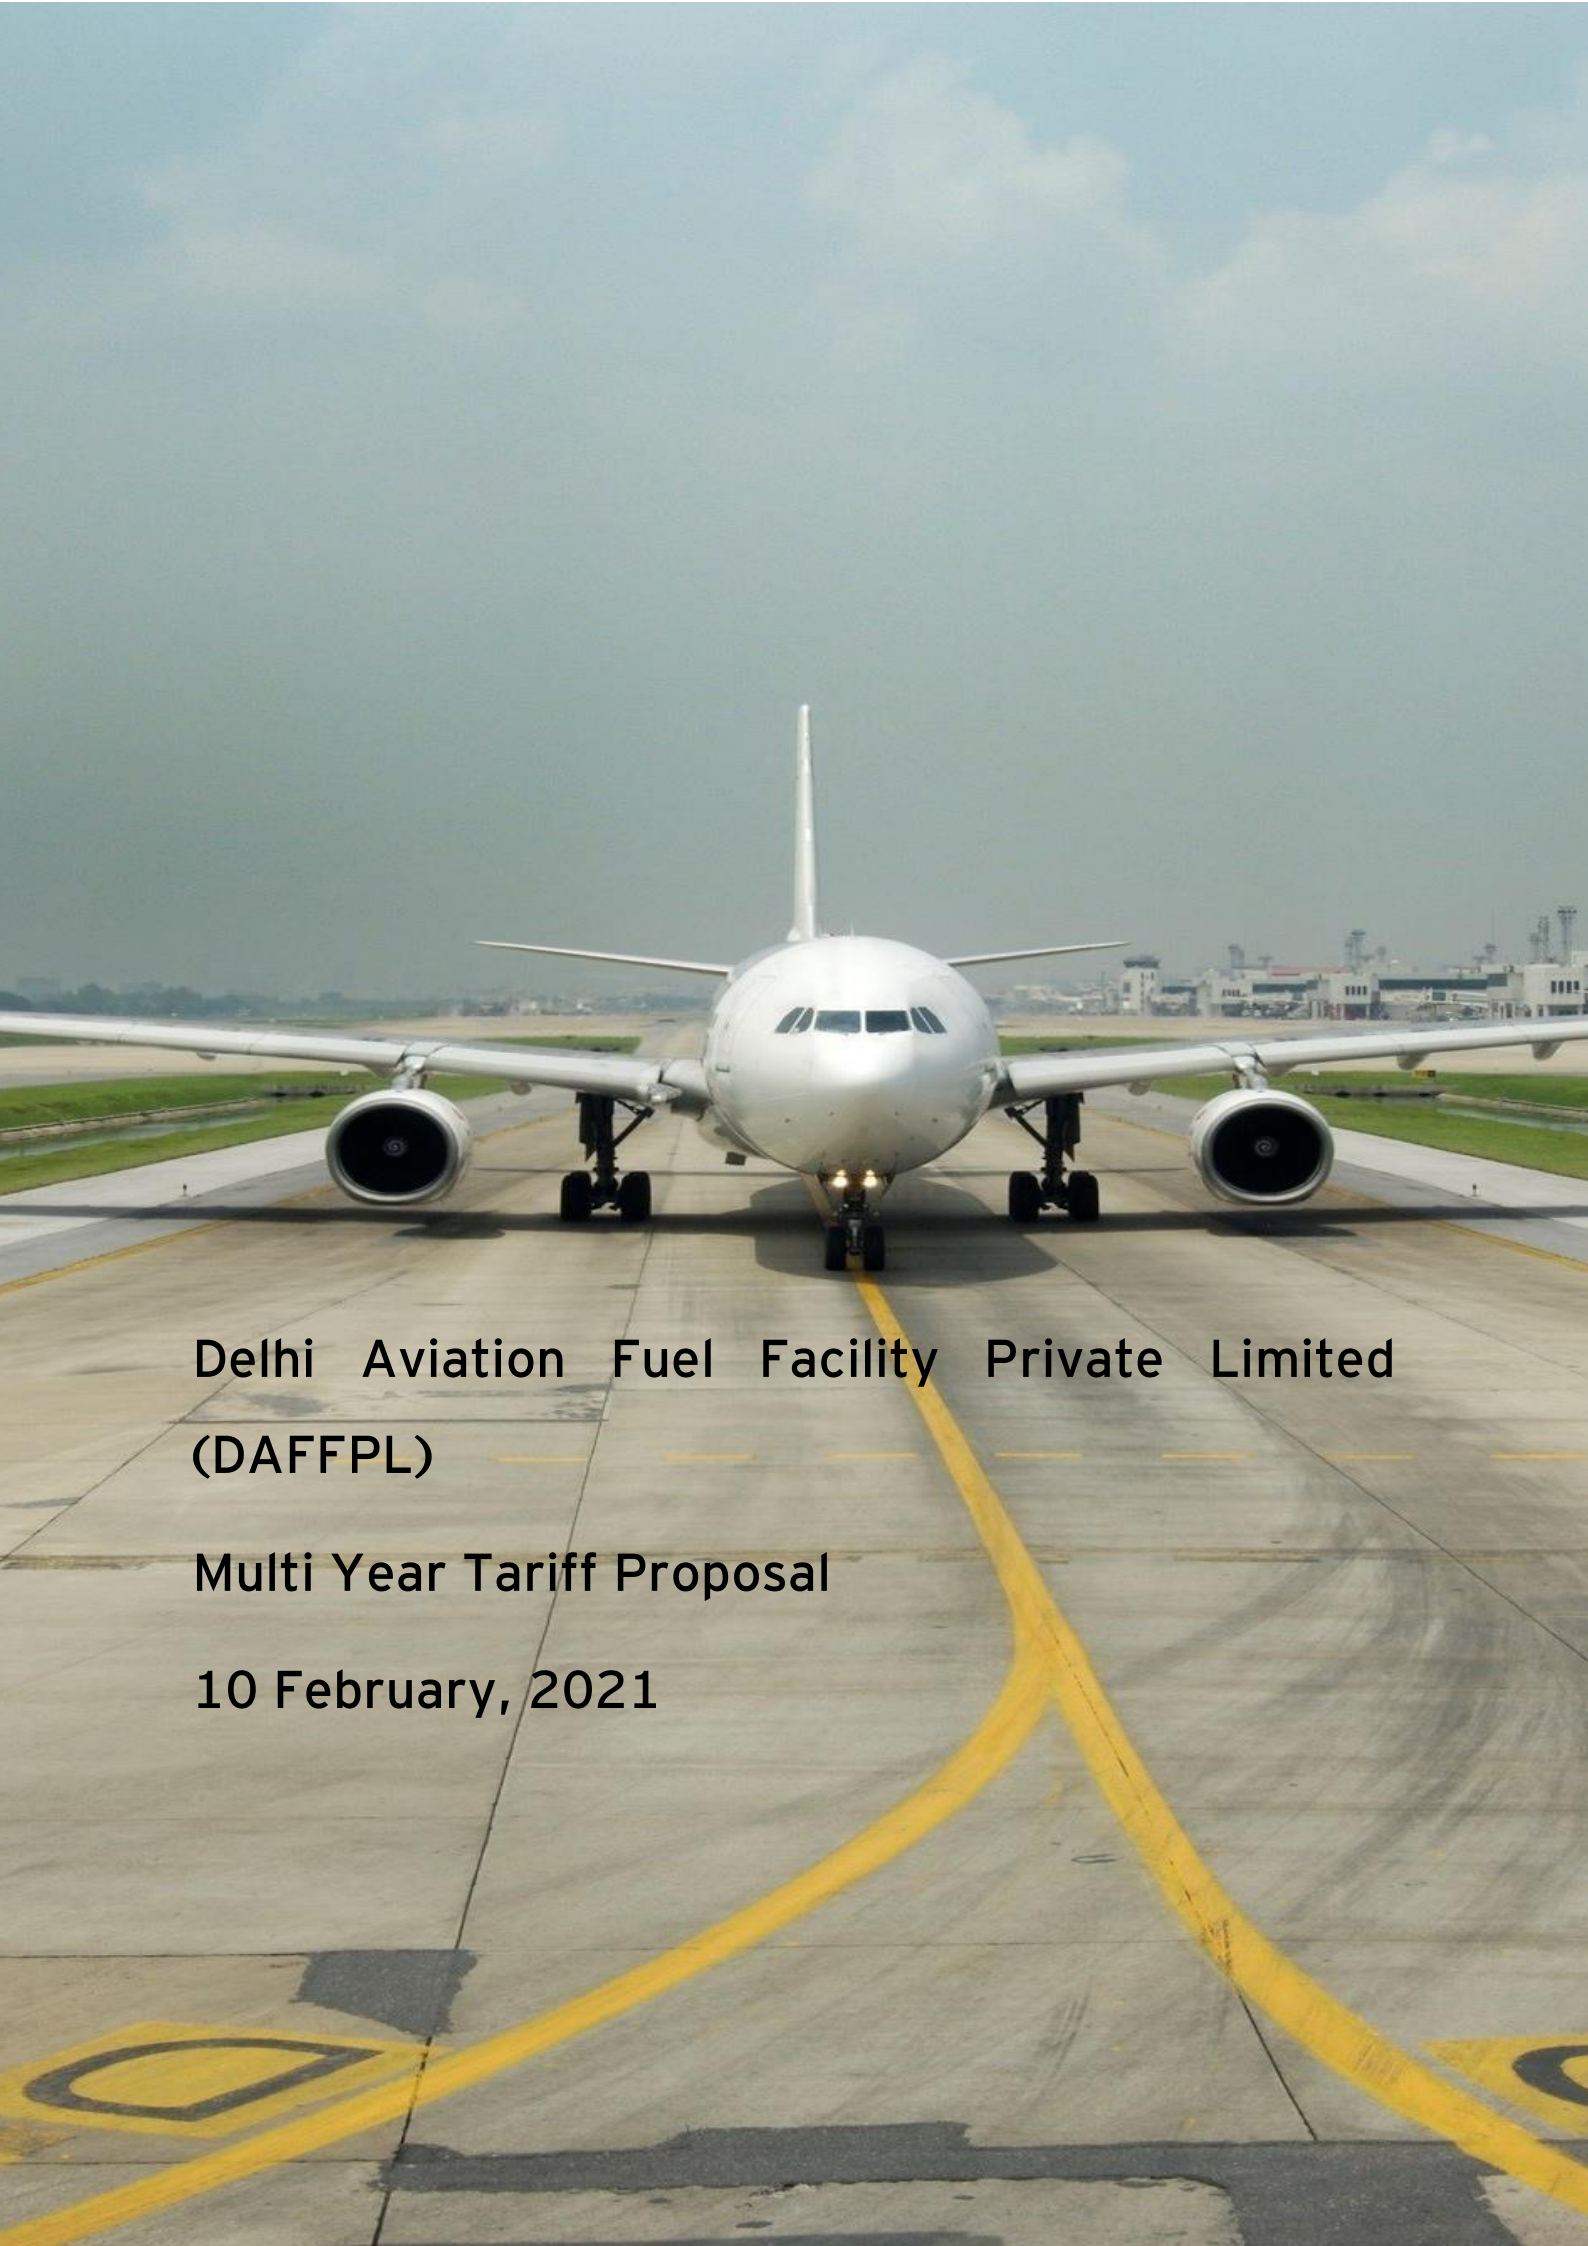 Delhi Aviation Fuel Facility Private Limited
(DAFFPL)
Multi Year Tariff Proposal
10 February, 2021